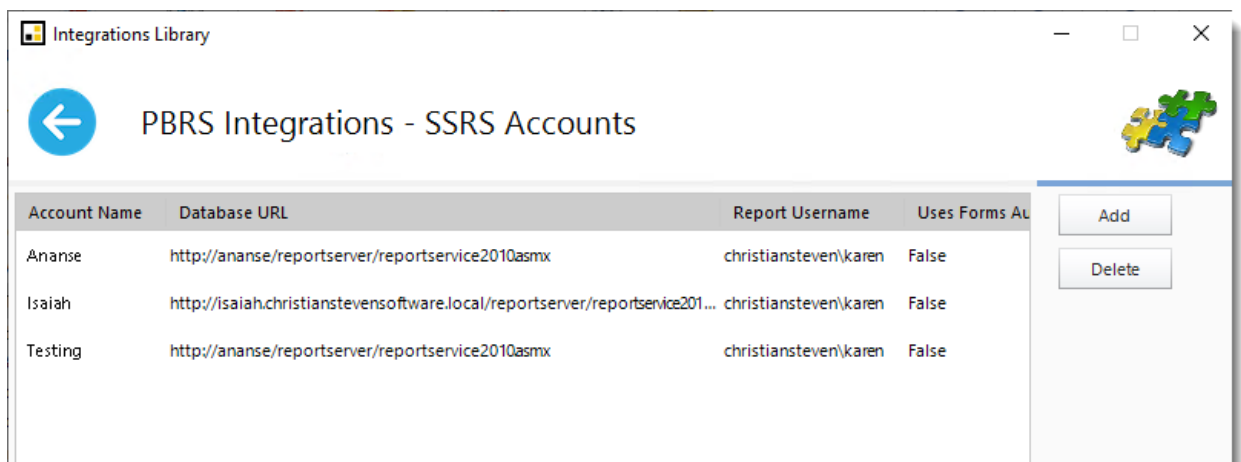 Integrations Library
PBRS Integrations - SSRS Accounts
Account Name Database URL Report Username Uses Forms Au
Add
Ananse http://ananse/reportserver/reportservice2010asmx christiansteven\karen False
Delete
Isaiah http://isaiah.christianstevensoftware.local/reportserver/reportservice201... christiansteven\karen False
Testing http://ananse/reportserver/reportservice2010asmx christiansteven\karen False